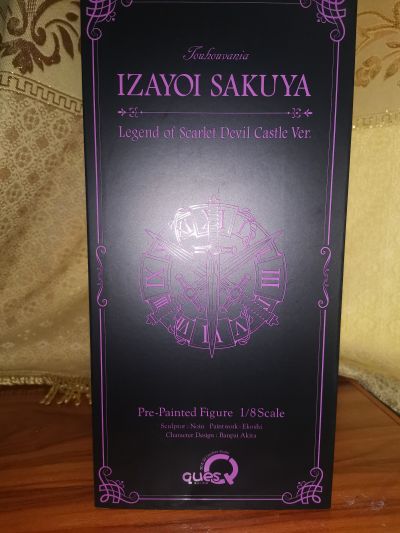 Touhouvania
IZAYOI SAKUYA
Legend of Scarlet Devil Castle Ver.
Pre-Painted Figure 1/8 Scale
Sculptor : Noin Paintwork : Ekoshi
Character Design : Banpai Akira
quesQ